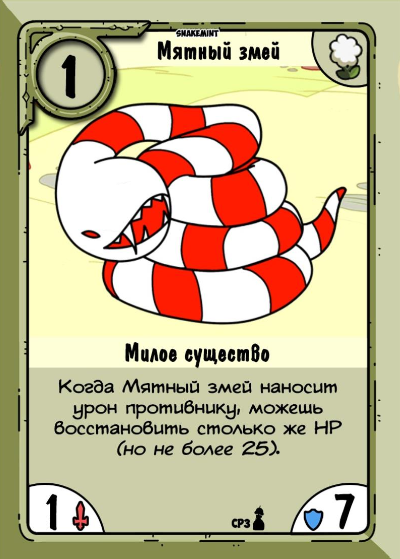 SNAKEMINT
Мятный змей
1
Милое существо
Когда Мятный змей наносит
урон противнику, можешь
восстановить столько же HP
(но не более 25).
1
СР3
7